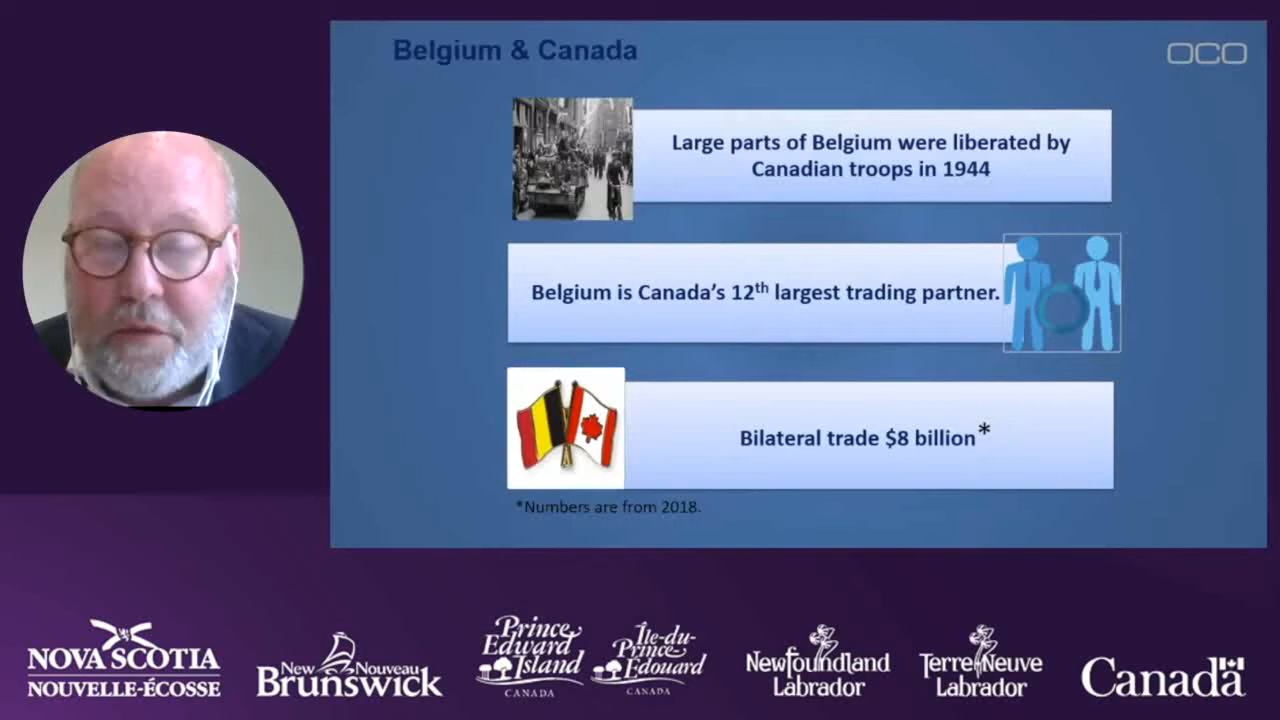 Belgium & Canada
OCO
Large parts of Belgium were liberated by
Canadian troops in 1944
Belgium is Canada's 12th largest trading partner.
Bilateral trade $8 billion*
*Numbers are from 2018.
NOVA SCOTIA
NOUVELLE-ÉCOSSE
New Nouveau
Brunswick
Prince
Edward
Island
CANADA
Île-du-
Prince
Édouard
CANADA
Newfoundland
Labrador
Terre Neuve
Labrador
Canada